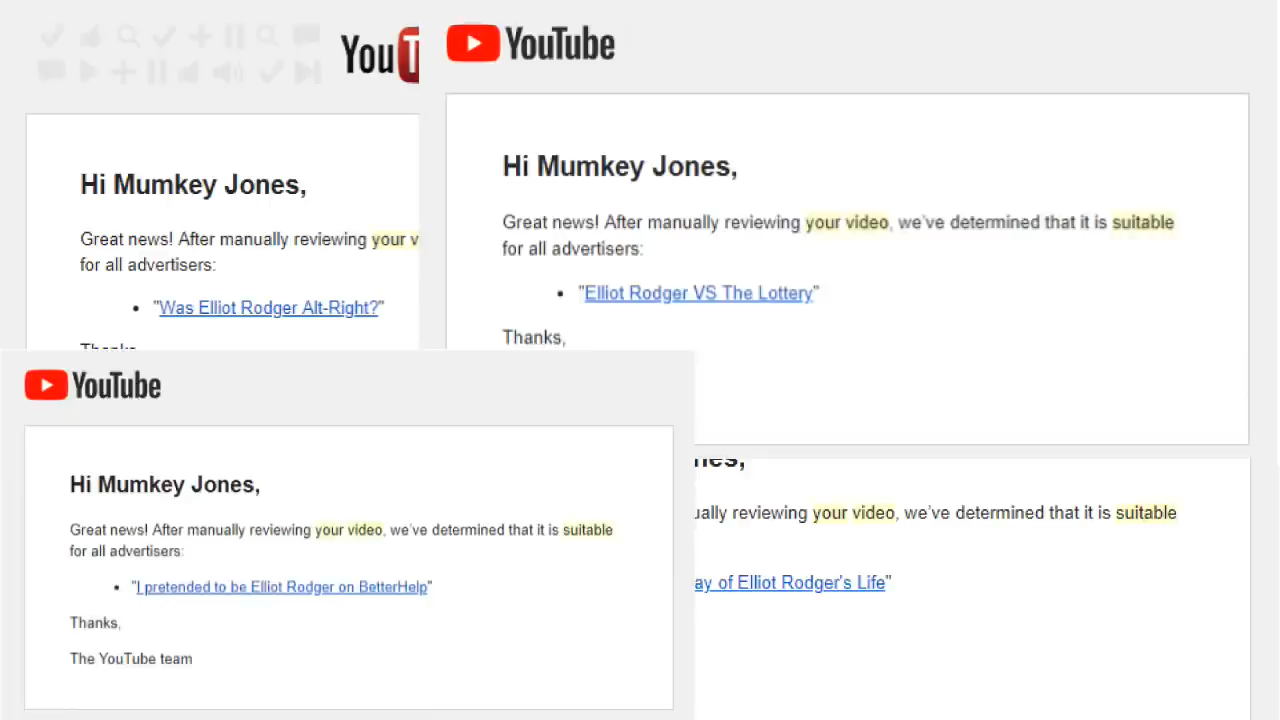 You
Hi Mumkey Jones,
Great news! After manually reviewing your v
for all advertisers:
"Was Elliot Rodger Alt-Right?"
YouTube
Hi Mumkey Jones,
Great news! After manually reviewing your video, we've determined that it is suitable
for all advertisers:
"Elliot Rodger VS The Lottery"
Thanks,
YouTube
Hi Mumkey Jones,
Great news! After manually reviewing your video, we've determined that it is suitable
for all advertisers:
"I pretended to be Elliot Rodger on BetterHelp"
Thanks,
The YouTube team
reviewing your video, we've determined that it is suitable
of Elliot Rodger's Life"